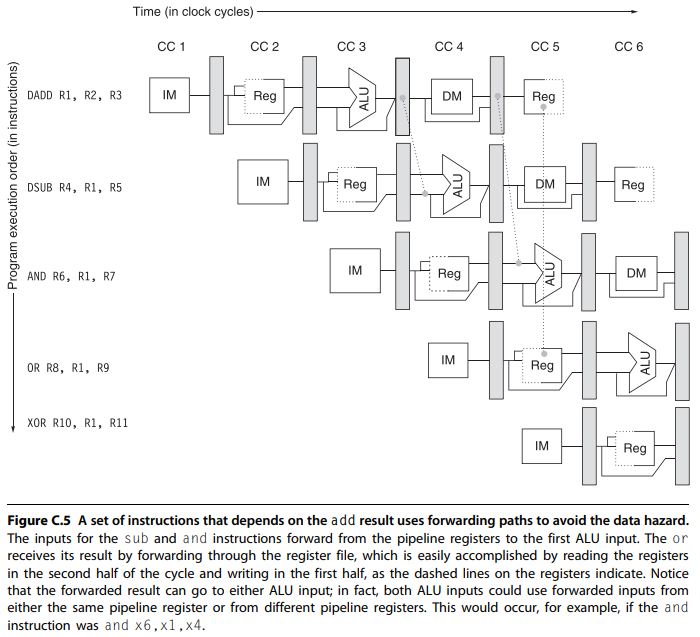 Time (in clock cycles)
CC 1 CC 2 CC 3 CC 4 CC 5 CC 6
Program execution order (in instructions)
DADD R1, R2, R3 IM Reg ALU DM Reg
DSUB R4, R1, R5 IM Reg ALU DM Reg
AND R6, R1, R7 IM Reg ALU DM
OR R8, R1, R9 IM Reg ALU
XOR R10, R1, R11 IM Reg
Figure C.5 A set of instructions that depends on the add result uses forwarding paths to avoid the data hazard.
The inputs for the sub and and instructions forward from the pipeline registers to the first ALU input. The or
receives its result by forwarding through the register file, which is easily accomplished by reading the registers
in the second half of the cycle and writing in the first half, as the dashed lines on the registers indicate. Notice
that the forwarded result can go to either ALU input; in fact, both ALU inputs could use forwarded inputs from
either the same pipeline register or from different pipeline registers. This would occur, for example, if the and
instruction was and x6,x1,x4.